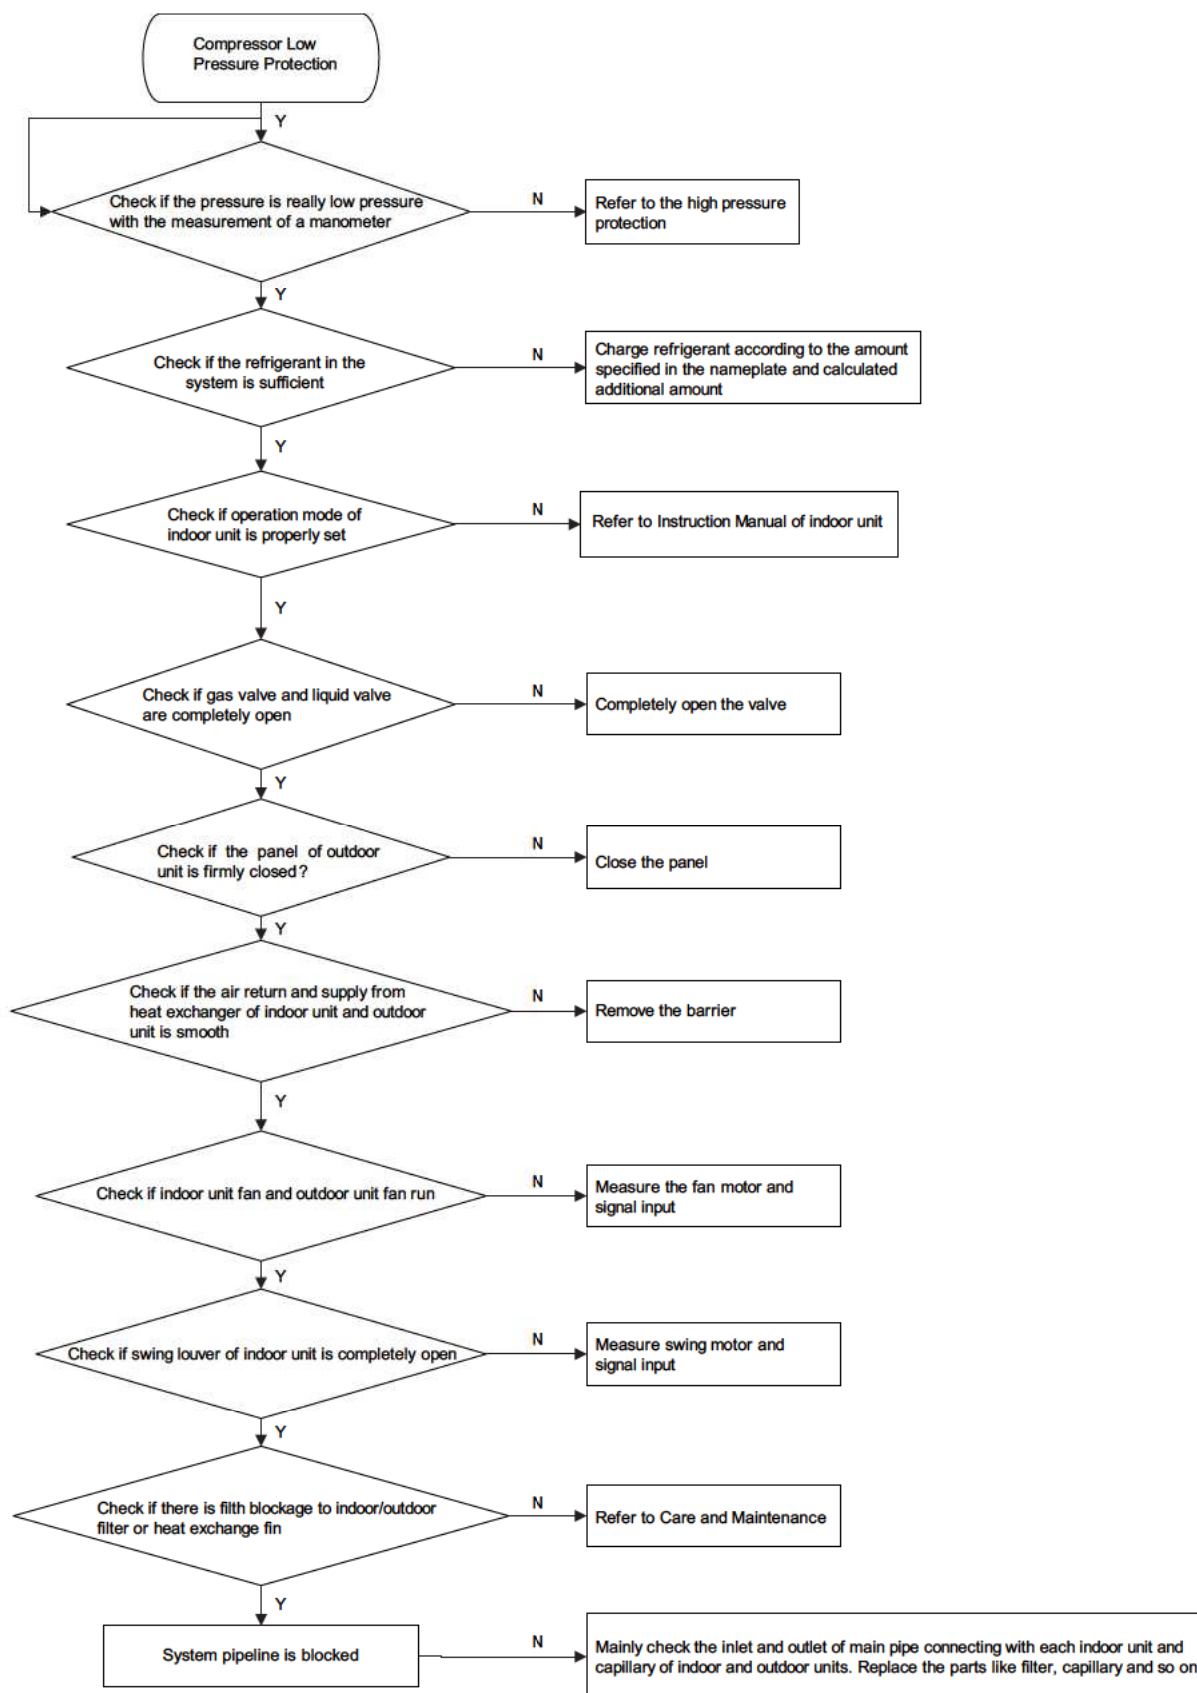 Compressor Low
Pressure Protection
Y
Check if the pressure is really low pressure
with the measurement of a manometer
N
Refer to the high pressure
protection
Y
Check if the refrigerant in the
system is sufficient
N
Charge refrigerant according to the amount
specified in the nameplate and calculated
additional amount
Y
Check if operation mode of
indoor unit is properly set
N
Refer to Instruction Manual of indoor unit
Y
Check if gas valve and liquid valve
are completely open
N
Completely open the valve
Y
Check if the panel of outdoor
unit is firmly closed?
N
Close the panel
Y
Check if the air return and supply from
heat exchanger of indoor unit and outdoor
unit is smooth
N
Remove the barrier
Y
Check if indoor unit fan and outdoor unit fan run
N
Measure the fan motor and
signal input
Y
Check if swing louver of indoor unit is completely open
N
Measure swing motor and
signal input
Y
Check if there is filth blockage to indoor/outdoor
filter or heat exchange fin
N
Refer to Care and Maintenance
Y
System pipeline is blocked
N
Mainly check the inlet and outlet of main pipe connecting with each indoor unit and
capillary of indoor and outdoor units. Replace the parts like filter, capillary and so on